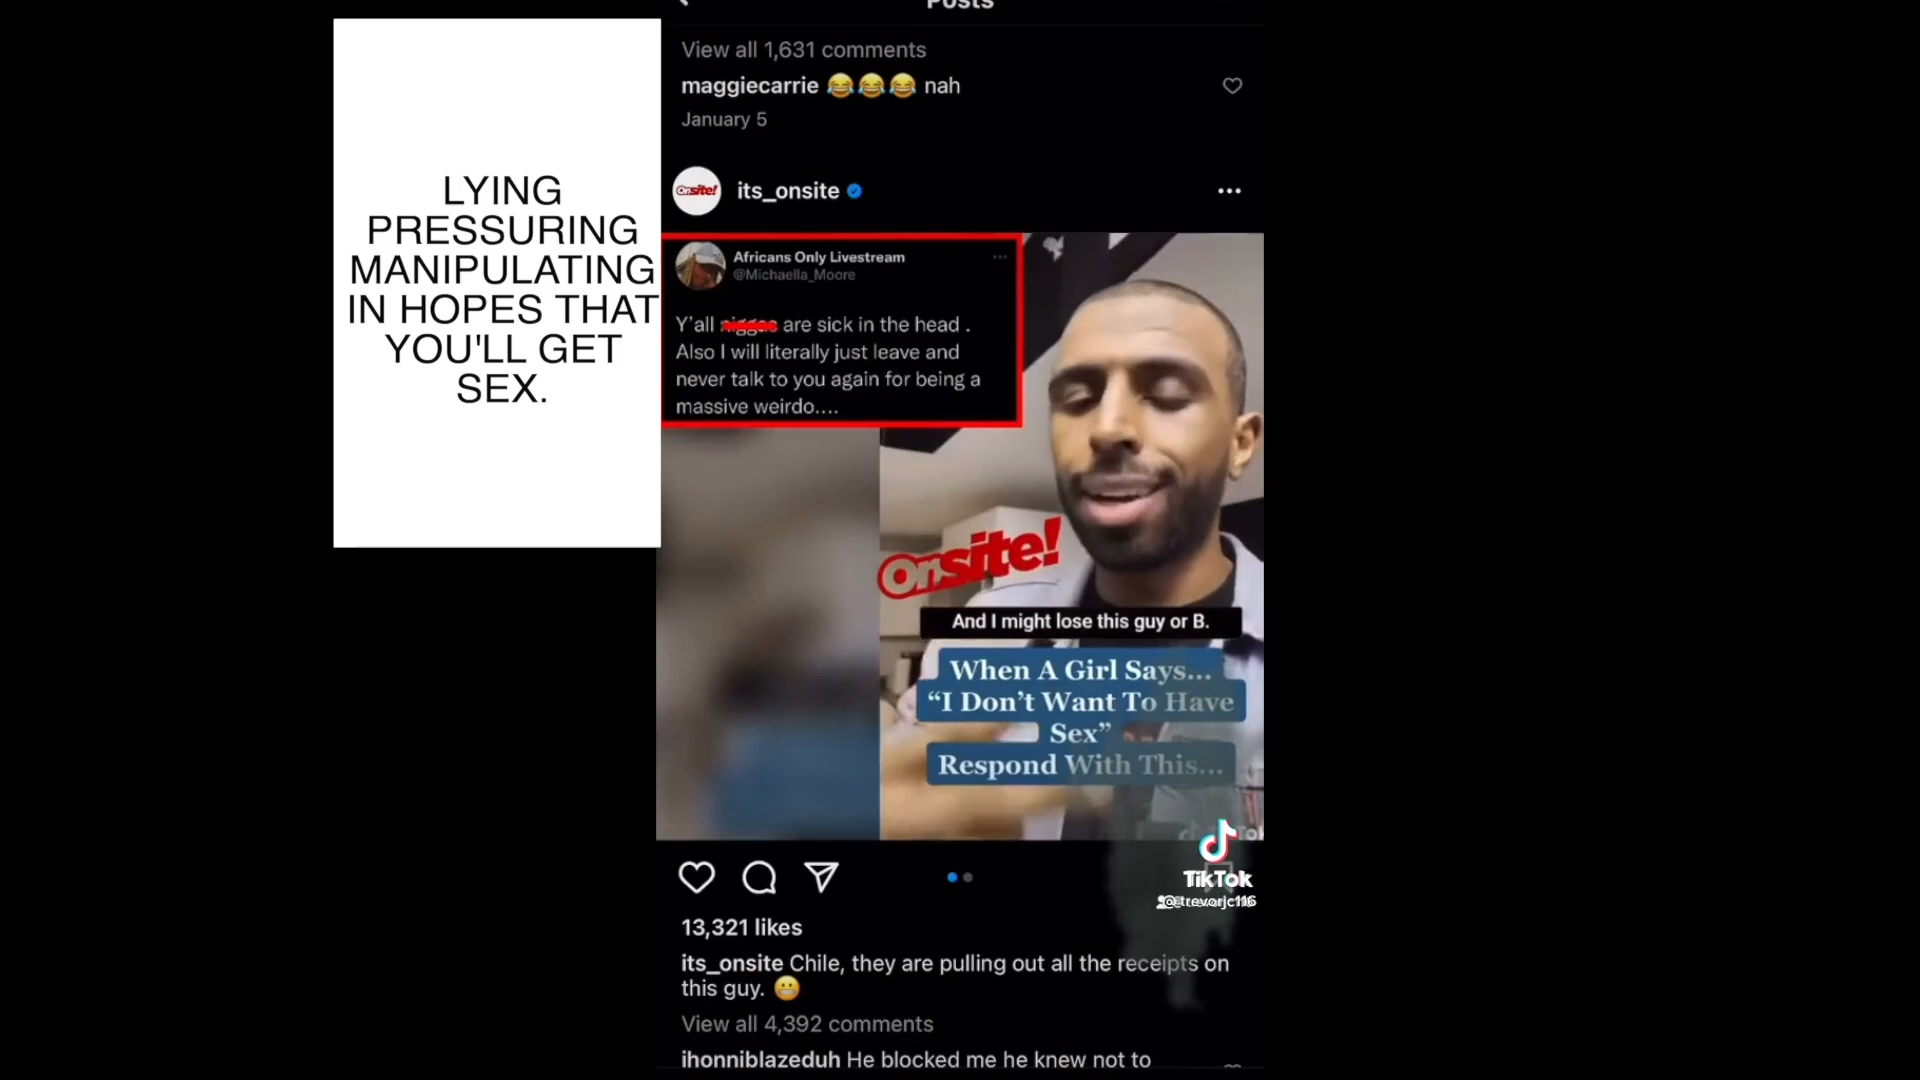 LYING
PRESSURING
MANIPULATING
IN HOPES THAT
YOU'LL GET
SEX.
Posts
View all 1,631 comments
maggiecarrie 😂😂😂 nah
January 5
Onsite!
its_onsite
Africans Only Livestream
@Michaella_Moore
Y'all niggas are sick in the head .
Also I will literally just leave and
never talk to you again for being a
massive weirdo....
Onsite!
And I might lose this guy or B.
When A Girl Says...
“I Don’t Want To Have
Sex”
Respond With This...
TikTok
@trevorjc116
13,321 likes
its_onsite Chile, they are pulling out all the receipts on
this guy. 😬
View all 4,392 comments
ihonniblazeduh He blocked me he knew not to